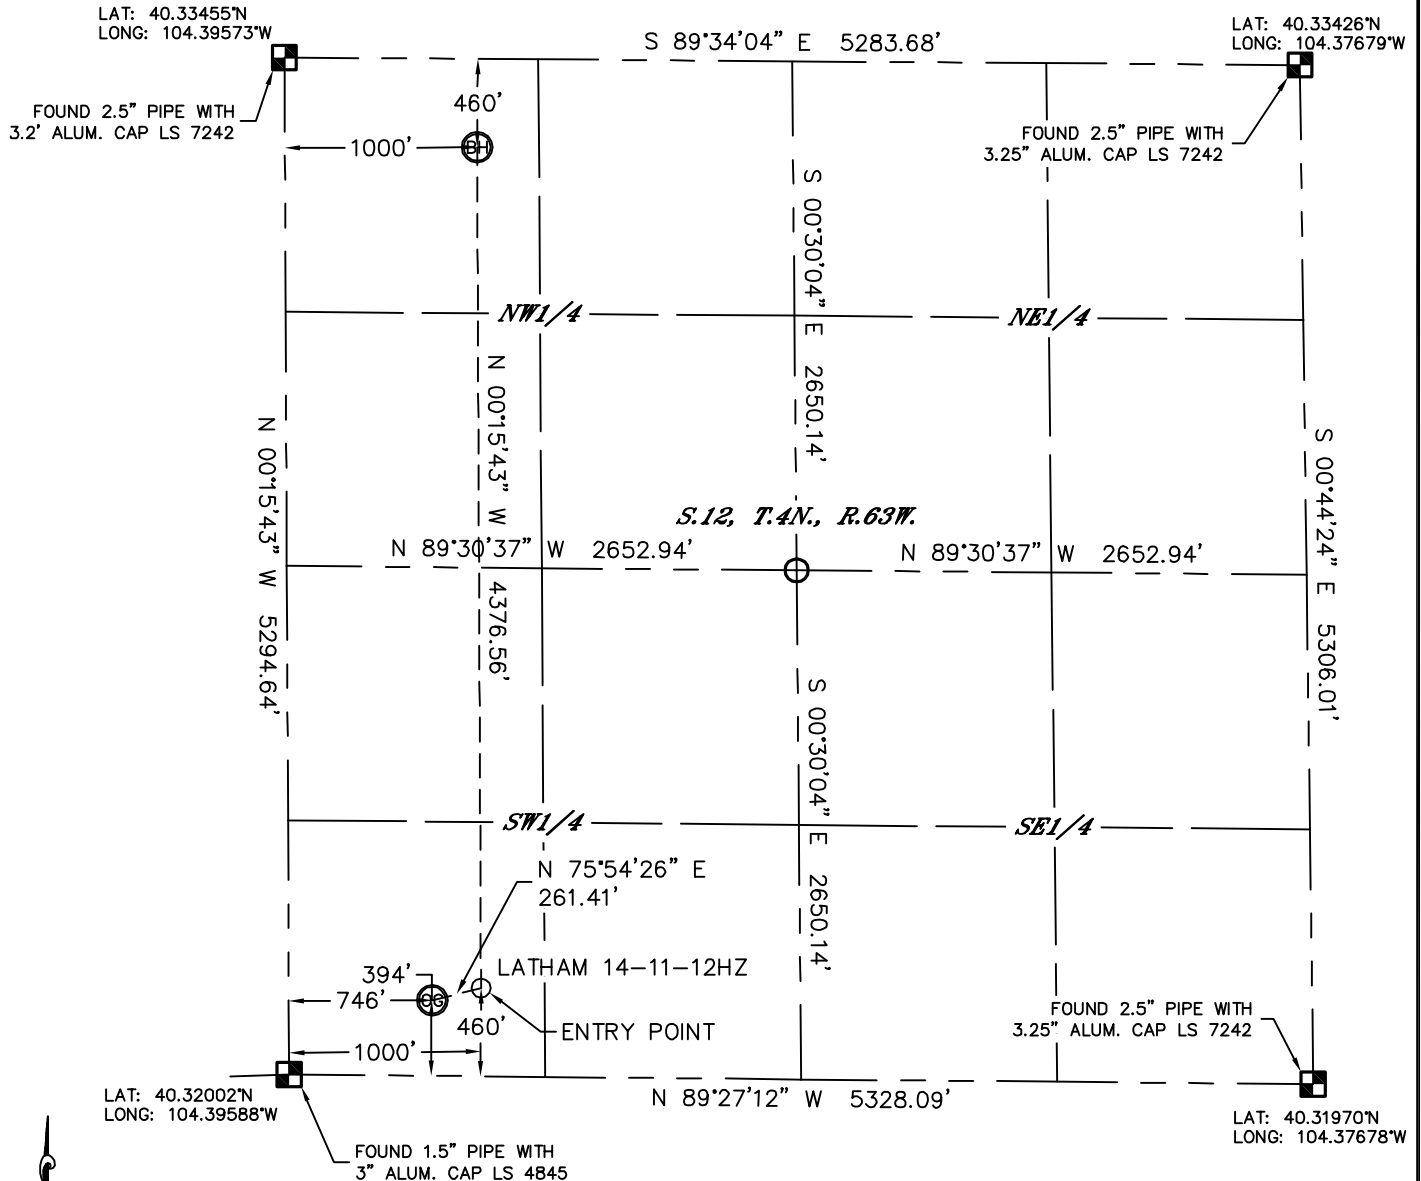 LAT: 40.33455°N
LONG: 104.39573°W
LAT: 40.33426°N
LONG: 104.37679°W
S 89°34'04" E 5283.68'
FOUND 2.5" PIPE WITH
3.2' ALUM. CAP LS 7242
460'
1000'
BH
FOUND 2.5" PIPE WITH
3.25" ALUM. CAP LS 7242
S 00°30'04" E 2650.14'
NW1/4
NE1/4
N 00°15'43" W 5294.64'
N 00°15'43" W 4376.56'
S 00°44'24" E 5306.01'
S.12, T.4N., R.63W.
N 89°30'37" W 2652.94'
N 89°30'37" W 2652.94'
S 00°30'04" E 2650.14'
SW1/4
SE1/4
N 75°54'26" E
261.41'
LATHAM 14-11-12HZ
394'
746'
460'
ENTRY POINT
1000'
FOUND 2.5" PIPE WITH
3.25" ALUM. CAP LS 7242
LAT: 40.32002°N
LONG: 104.39588°W
N 89°27'12" W 5328.09'
LAT: 40.31970°N
LONG: 104.37678°W
FOUND 1.5" PIPE WITH
3" ALUM. CAP LS 4845